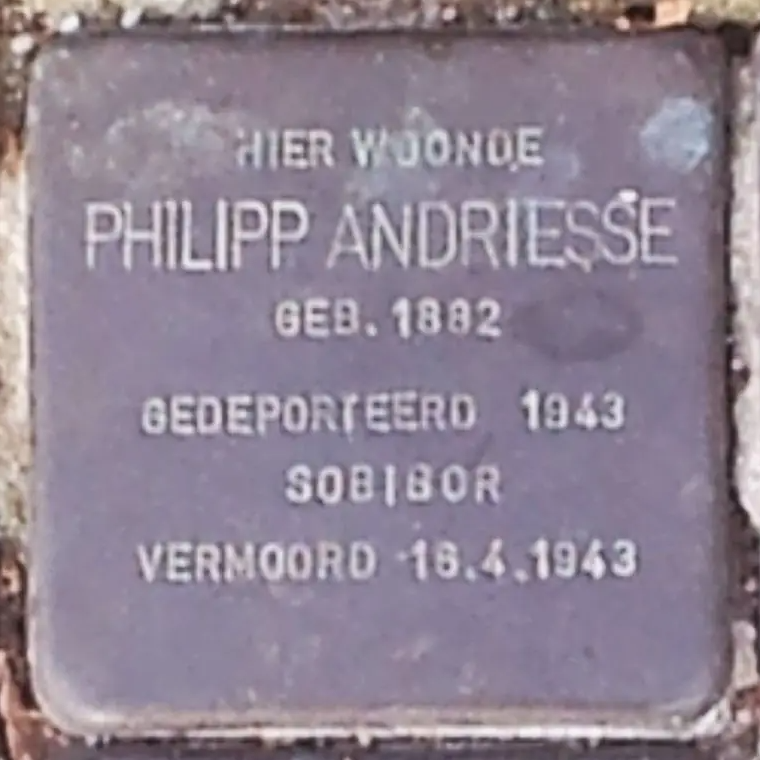 HIER WOONDE
PHILIPP ANDRIESSE
GEB. 1882
GEDEPORTEERD 1943
SOBIBOR
VERMOORD 16.4.1943